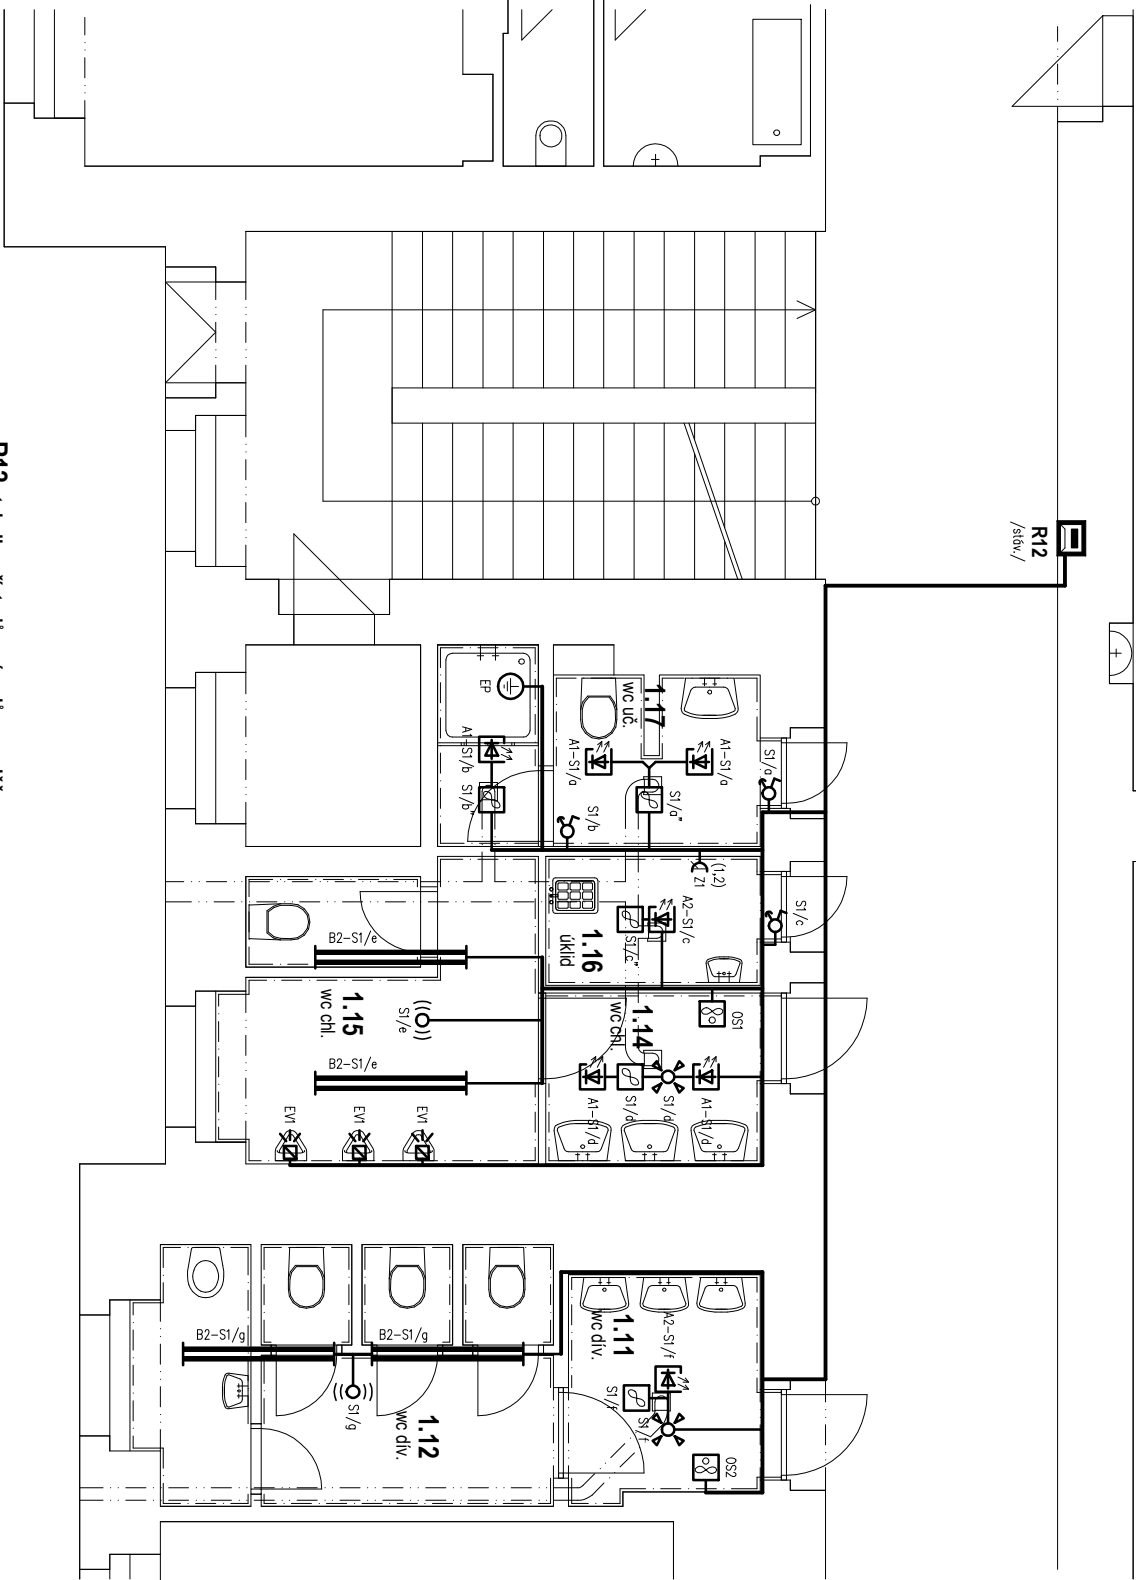 R12
/stáv./
1.17
wc uč.
EP
A1-S1/b
S1/b"
A1-S1/a
A1-S1/a
S1/a"
S1/a
S1/b
(1,2)
Z1
S1/c
A2-S1/c
S1/c"
1.16
úklid
B2-S1/e
1.15
wc chl.
S1/e
B2-S1/e
1.14
wc ch.
OS1
A1-S1/d
S1/d
S1/d
A1-S1/d
EV1
EV1
EV1
B2-S1/g
B2-S1/g
S1/g
1.12
wc dív.
1.11
wc dív.
A2-S1/f
S1/f
S1/f
OS2
R12